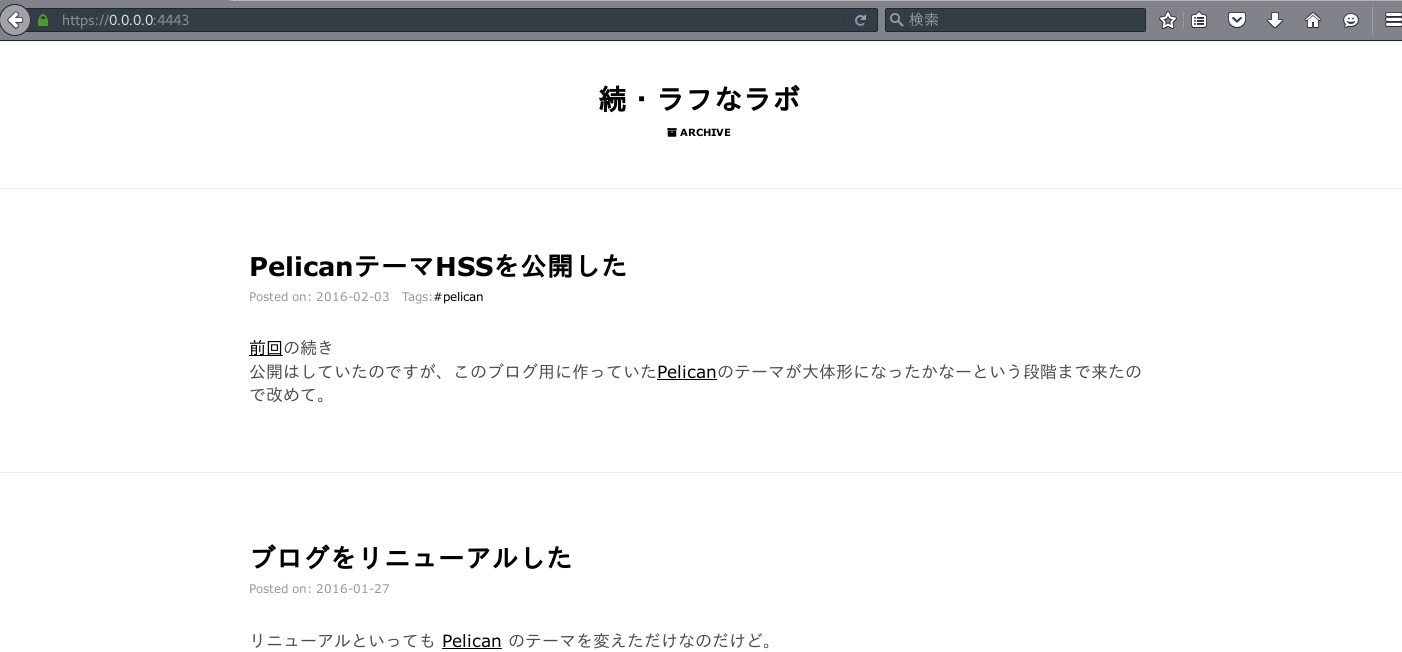 https://0.0.0.0:4443
検索
続・ラフなラボ
ARCHIVE
PelicanテーマHSSを公開した
Posted on: 2016-02-03 Tags:#pelican
前回の続き
公開はしていたのですが、このブログ用に作っていたPelicanのテーマが大体形になったかなーという段階まで来たの
で改めて。
ブログをリニューアルした
Posted on: 2016-01-27
リニューアルといっても Pelican のテーマを変えただけなのだけど。